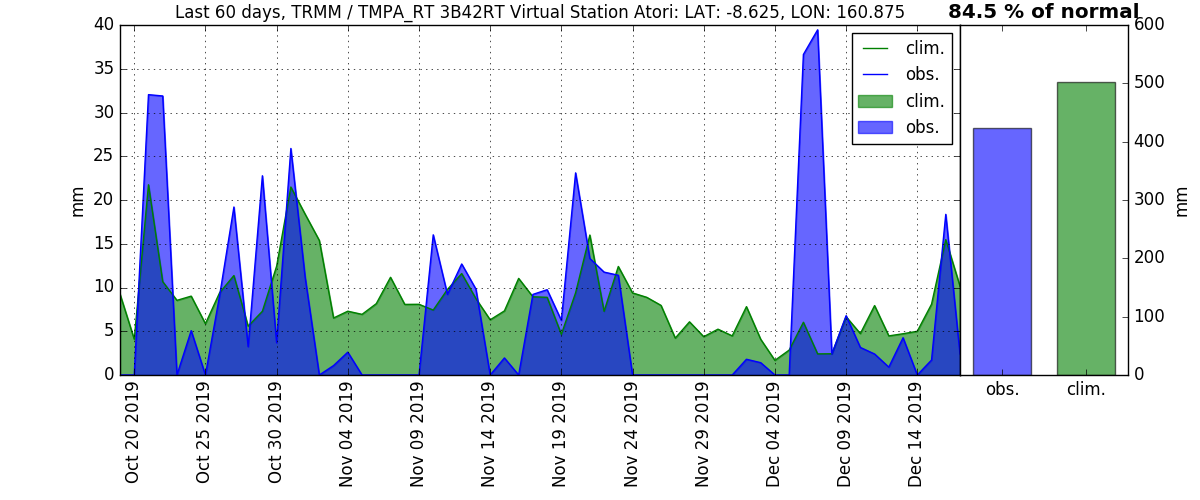 Last 60 days, TRMM / TMPA_RT 3B42RT Virtual Station Atori: LAT: -8.625, LON: 160.875
84.5 % of normal
40
35
30
25
20
15
10
5
0
mm
clim.
obs.
clim.
obs.
600
500
400
300
200
100
0
mm
Oct 20 2019
Oct 25 2019
Oct 30 2019
Nov 04 2019
Nov 09 2019
Nov 14 2019
Nov 19 2019
Nov 24 2019
Nov 29 2019
Dec 04 2019
Dec 09 2019
Dec 14 2019
obs.
clim.